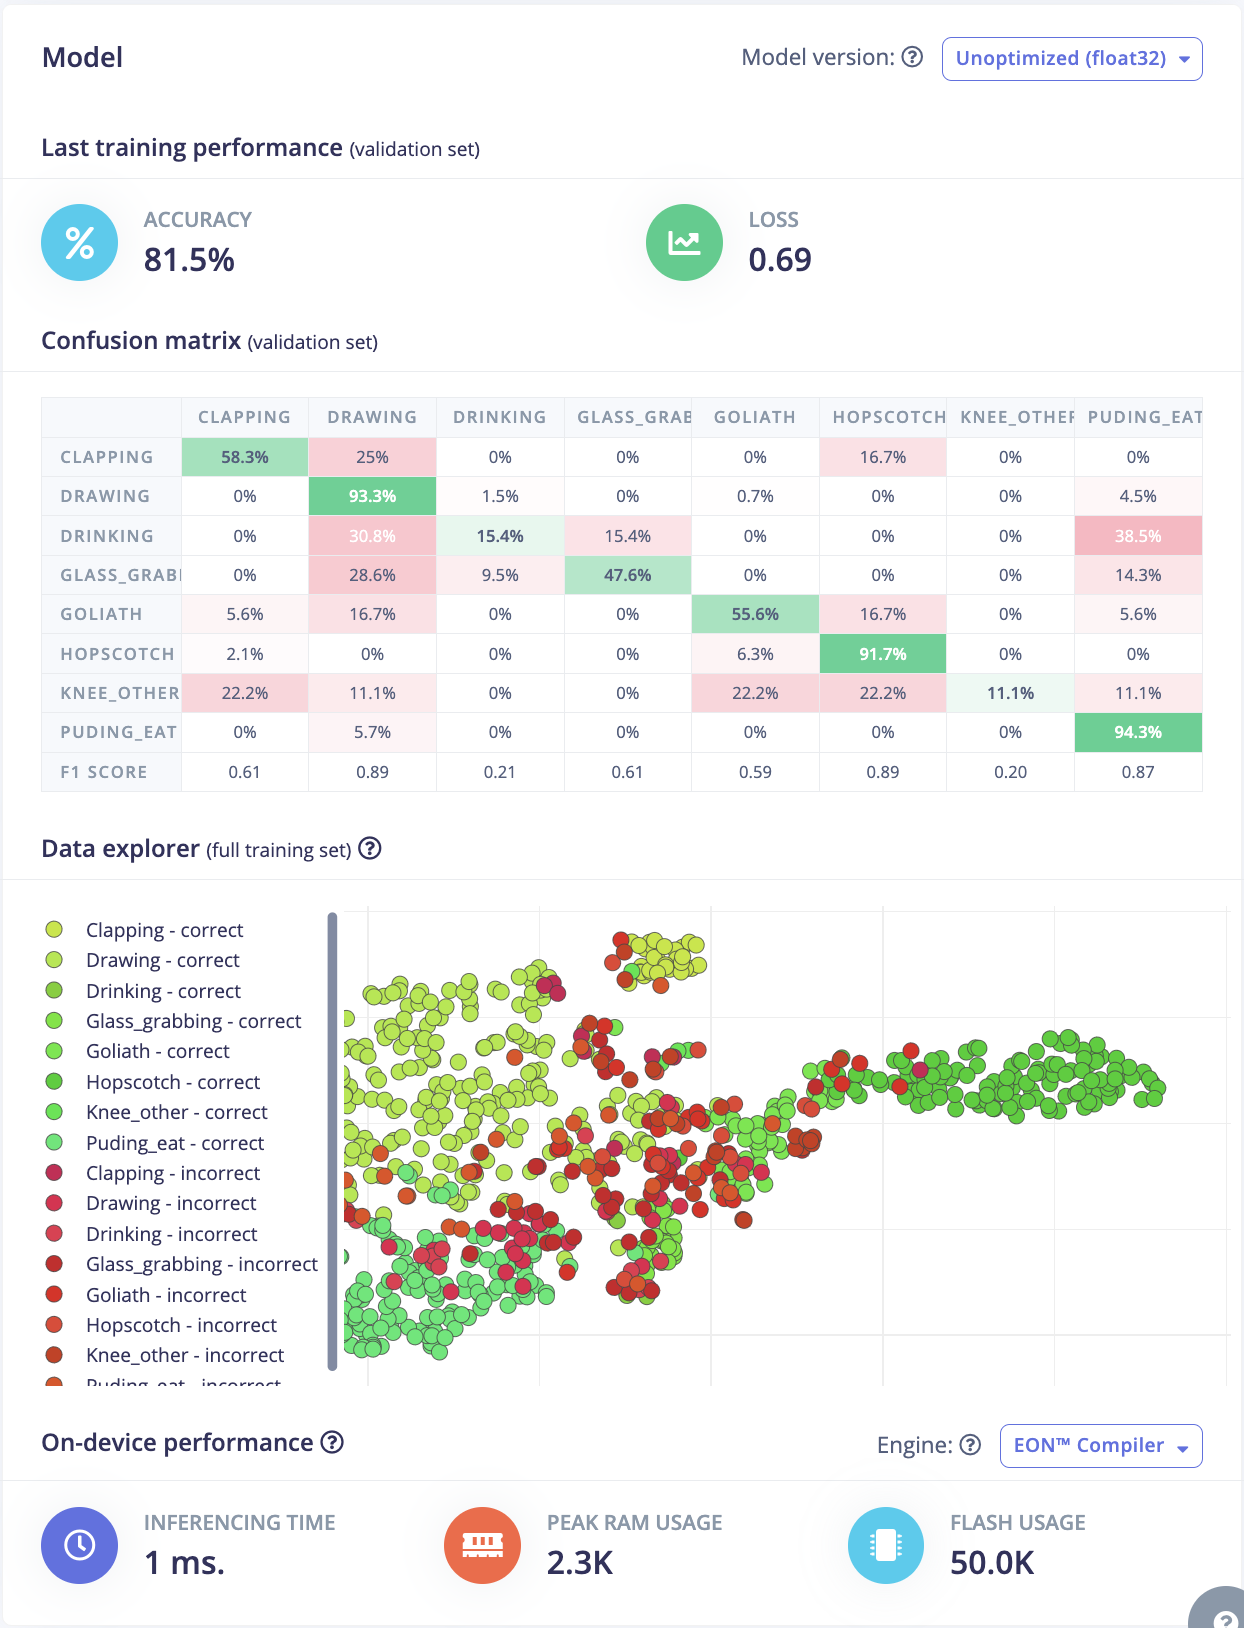 Model
Model version: Unoptimized (float32)
Last training performance (validation set)
ACCURACY
81.5%
LOSS
0.69
Confusion matrix (validation set)
CLAPPING DRAWING DRINKING GLASS_GRAB GOLIATH HOPSCOTCH KNEE_OTHER PUDING_EAT
CLAPPING 58.3% 25% 0% 0% 0% 16.7% 0% 0%
DRAWING 0% 93.3% 1.5% 0% 0.7% 0% 0% 4.5%
DRINKING 0% 30.8% 15.4% 15.4% 0% 0% 0% 38.5%
GLASS_GRABI 0% 28.6% 9.5% 47.6% 0% 0% 0% 14.3%
GOLIATH 5.6% 16.7% 0% 0% 55.6% 16.7% 0% 5.6%
HOPSCOTCH 2.1% 0% 0% 0% 6.3% 91.7% 0% 0%
KNEE_OTHER 22.2% 11.1% 0% 0% 22.2% 22.2% 11.1% 11.1%
PUDING_EAT 0% 5.7% 0% 0% 0% 0% 0% 94.3%
F1 SCORE 0.61 0.89 0.21 0.61 0.59 0.89 0.20 0.87
Data explorer (full training set) ?
Clapping - correct
Drawing - correct
Drinking - correct
Glass_grabbing - correct
Goliath - correct
Hopscotch - correct
Knee_other - correct
Puding_eat - correct
Clapping - incorrect
Drawing - incorrect
Drinking - incorrect
Glass_grabbing - incorrect
Goliath - incorrect
Hopscotch - incorrect
Knee_other - incorrect
Puding_eat - incorrect
On-device performance ?
Engine: ? EON™ Compiler
INFERENCING TIME
1 ms.
PEAK RAM USAGE
2.3K
FLASH USAGE
50.0K
?